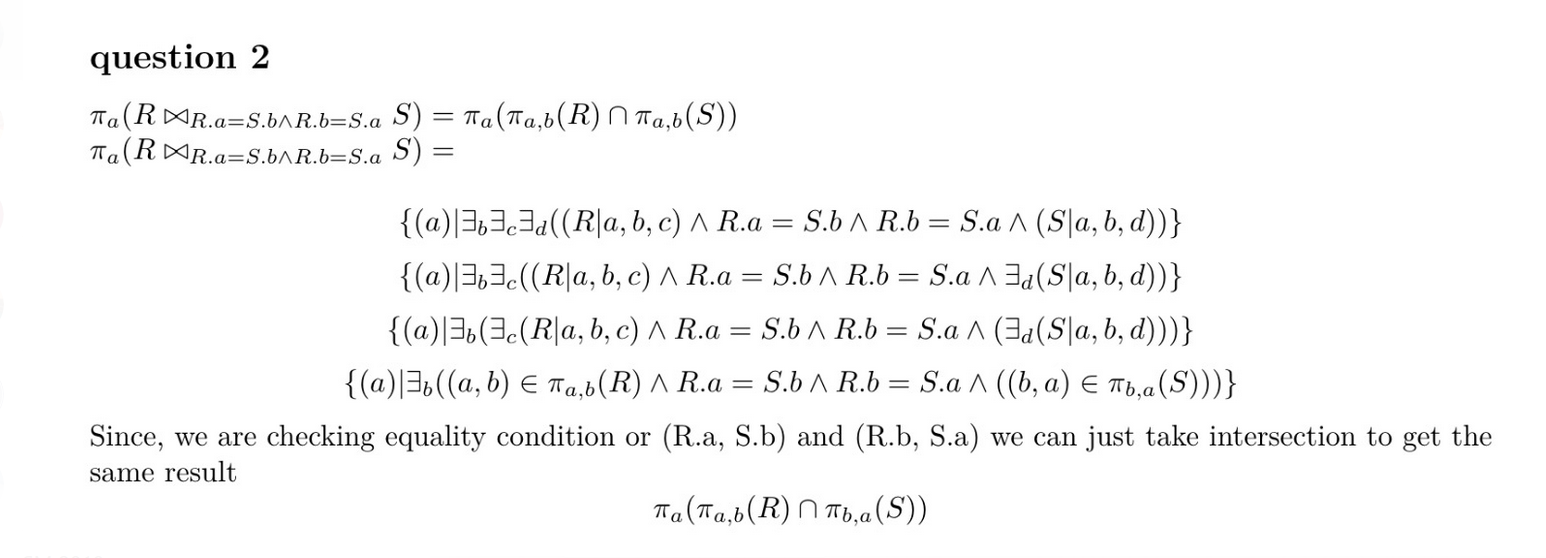 question 2
π_a(R ⋈_{R.a=S.b∧R.b=S.a} S) = π_a(π_{a,b}(R) ∩ π_{a,b}(S))
π_a(R ⋈_{R.a=S.b∧R.b=S.a} S) =
{(a)|∃_b∃_c∃_d((R|a, b, c) ∧ R.a = S.b ∧ R.b = S.a ∧ (S|a, b, d))}
{(a)|∃_b∃_c((R|a, b, c) ∧ R.a = S.b ∧ R.b = S.a ∧ ∃_d(S|a, b, d))}
{(a)|∃_b(∃_c(R|a, b, c) ∧ R.a = S.b ∧ R.b = S.a ∧ (∃_d(S|a, b, d)))}
{(a)|∃_b((a, b) ∈ π_{a,b}(R) ∧ R.a = S.b ∧ R.b = S.a ∧ ((b, a) ∈ π_{b,a}(S)))}
Since, we are checking equality condition or (R.a, S.b) and (R.b, S.a) we can just take intersection to get the
same result
π_a(π_{a,b}(R) ∩ π_{b,a}(S))